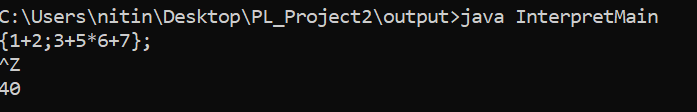 C:\Users\nitin\Desktop\PL_Project2\output>java InterpretMain
{1+2;3+5*6+7};
^Z
40